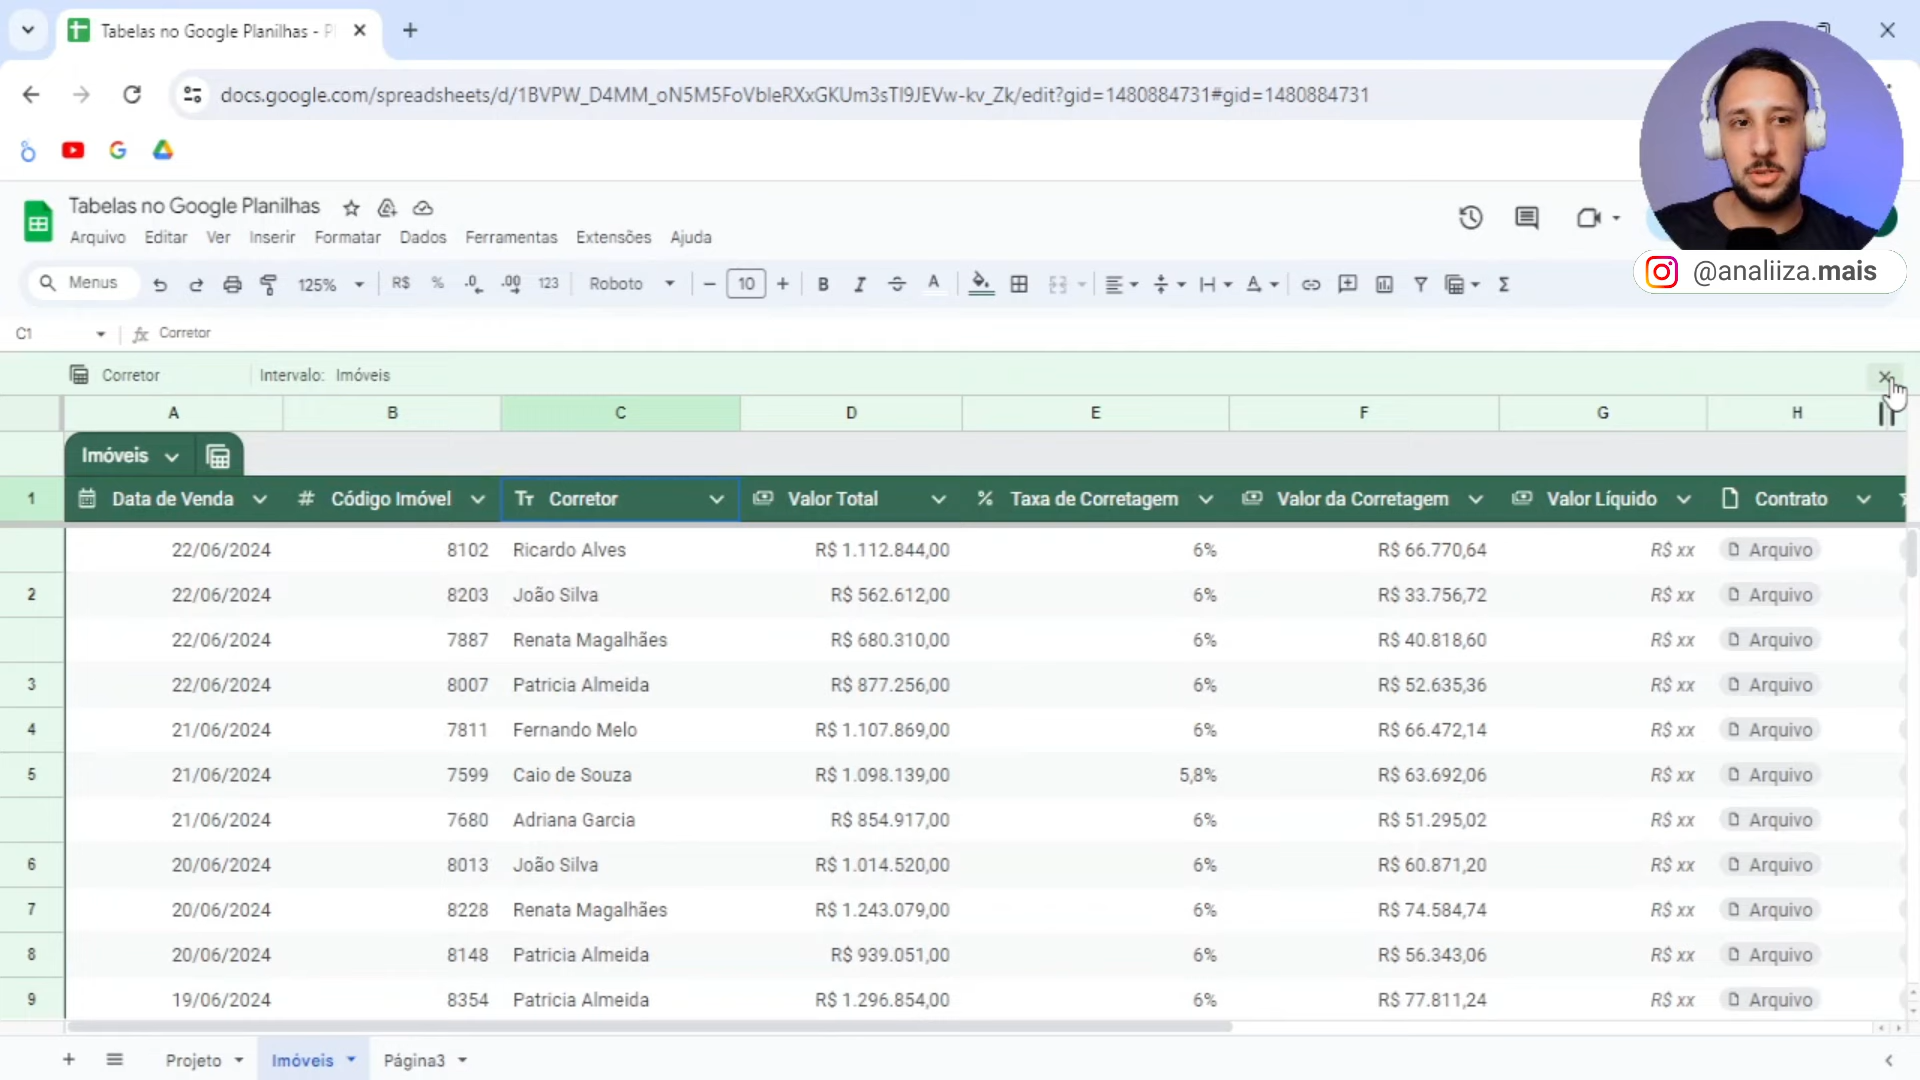 Tabelas no Google Planilhas - P
docs.google.com/spreadsheets/d/1BVPW_D4MM_oN5M5FoVbleRXxGKUm3sTl9JEVw-kv_Zk/edit?gid=1480884731#gid=1480884731
Tabelas no Google Planilhas
Arquivo Editar Ver Inserir Formatar Dados Ferramentas Extensões Ajuda
@analiiza.mais
Menus 125% R$ % .0 .00 123 Roboto 10 B I S A
C1 fx Corretor
Corretor Intervalo: Imóveis
A B C D E F G H
Imóveis
1 Data de Venda # Código Imóvel Tт Corretor Valor Total % Taxa de Corretagem Valor da Corretagem Valor Líquido Contrato
22/06/2024 8102 Ricardo Alves R$ 1.112.844,00 6% R$ 66.770,64 R$ xx Arquivo
2 22/06/2024 8203 João Silva R$ 562.612,00 6% R$ 33.756,72 R$ xx Arquivo
22/06/2024 7887 Renata Magalhães R$ 680.310,00 6% R$ 40.818,60 R$ xx Arquivo
3 22/06/2024 8007 Patricia Almeida R$ 877.256,00 6% R$ 52.635,36 R$ xx Arquivo
4 21/06/2024 7811 Fernando Melo R$ 1.107.869,00 6% R$ 66.472,14 R$ xx Arquivo
5 21/06/2024 7599 Caio de Souza R$ 1.098.139,00 5,8% R$ 63.692,06 R$ xx Arquivo
21/06/2024 7680 Adriana Garcia R$ 854.917,00 6% R$ 51.295,02 R$ xx Arquivo
6 20/06/2024 8013 João Silva R$ 1.014.520,00 6% R$ 60.871,20 R$ xx Arquivo
7 20/06/2024 8228 Renata Magalhães R$ 1.243.079,00 6% R$ 74.584,74 R$ xx Arquivo
8 20/06/2024 8148 Patricia Almeida R$ 939.051,00 6% R$ 56.343,06 R$ xx Arquivo
9 19/06/2024 8354 Patricia Almeida R$ 1.296.854,00 6% R$ 77.811,24 R$ xx Arquivo
Projeto Imóveis Página3